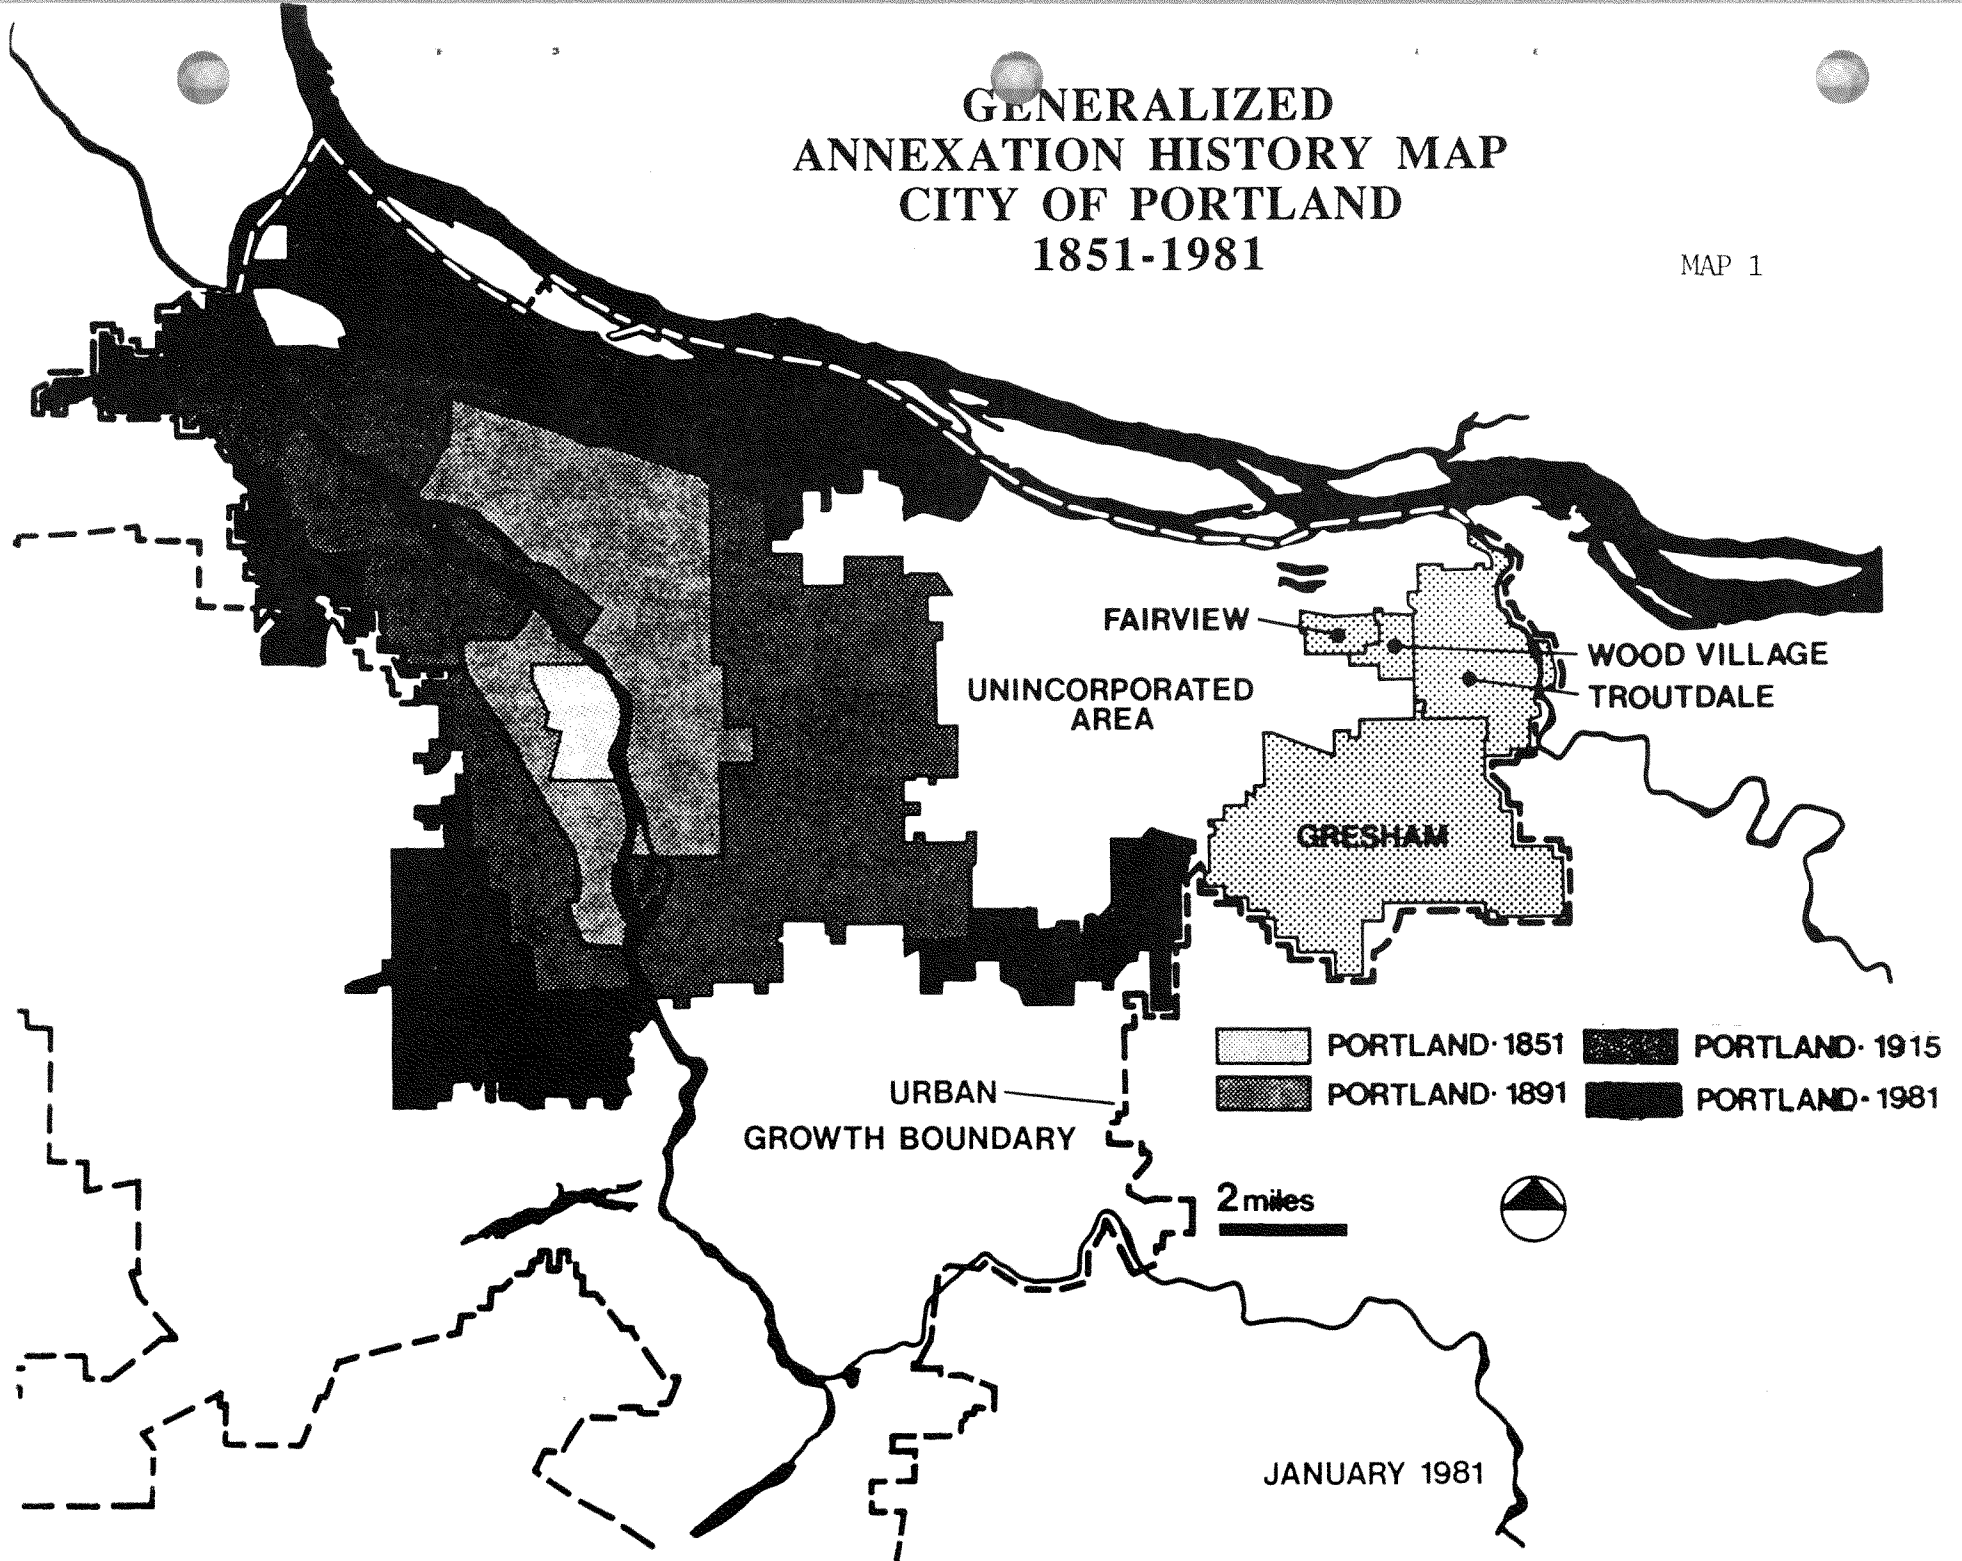 GENERALIZED
ANNEXATION HISTORY MAP
CITY OF PORTLAND
1851-1981
MAP 1
FAIRVIEW
WOOD VILLAGE
TROUTDALE
UNINCORPORATED
AREA
GRESHAM
PORTLAND·1851
PORTLAND·1915
PORTLAND·1891
PORTLAND-1981
URBAN
GROWTH BOUNDARY
2 miles
JANUARY 1981